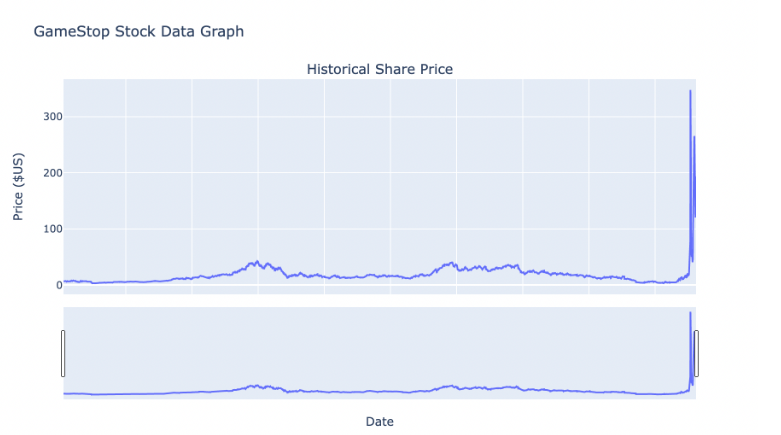 GameStop Stock Data Graph
Historical Share Price
300
200
100
0
Price ($US)
Date